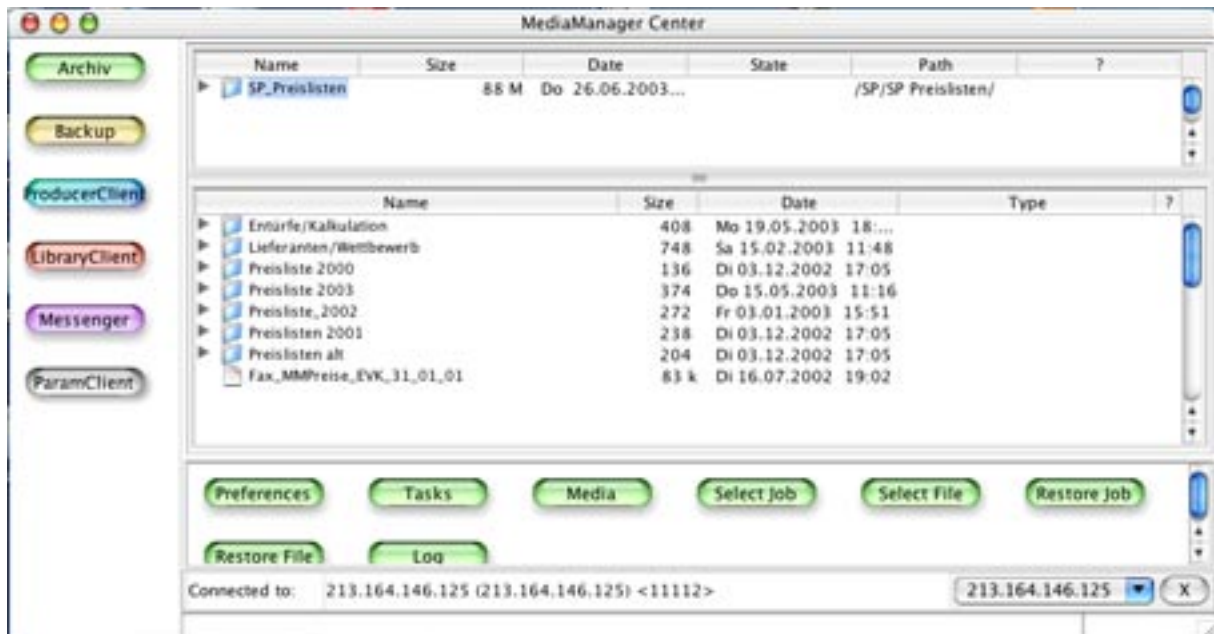 MediaManager Center
Archiv
Backup
ProducerClient
LibraryClient
Messenger
ParamClient
Name Size Date State Path ?
SP_Preislisten 88 M Do 26.06.2003... /SP/SP Preislisten/
Name Size Date Type ?
Entürfe/Kalkulation 408 Mo 19.05.2003 18:...
Lieferanten/Wettbewerb 748 Sa 15.02.2003 11:48
Preisliste 2000 136 Di 03.12.2002 17:05
Preisliste 2003 374 Do 15.05.2003 11:16
Preisliste_2002 272 Fr 03.01.2003 15:51
Preislisten 2001 238 Di 03.12.2002 17:05
Preislisten alt 204 Di 03.12.2002 17:05
Fax_MMPreise_EVK_31_01_01 83 k Di 16.07.2002 19:02
Preferences Tasks Media Select Job Select File Restore Job
Restore File Log
Connected to: 213.164.146.125 (213.164.146.125) <11112> 213.164.146.125 X